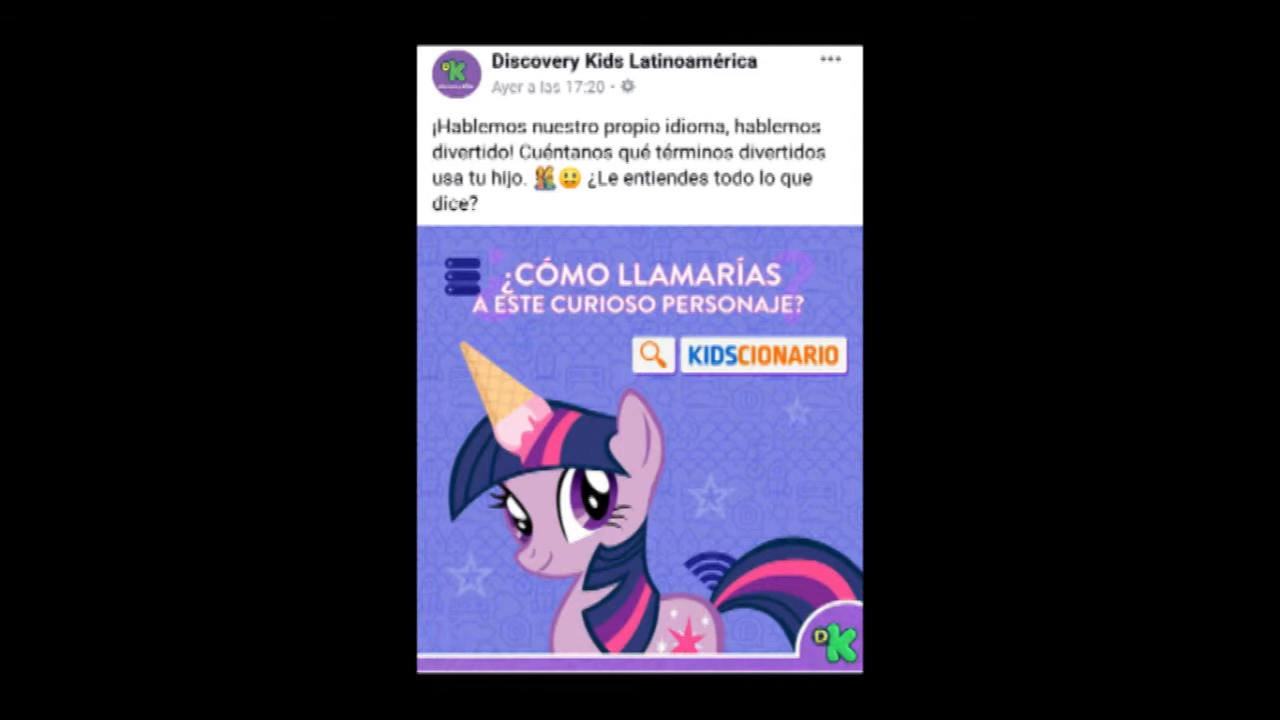 Discovery Kids Latinoamérica
Ayer a las 17:20
¡Hablemos nuestro propio idioma, hablemos
divertido! Cuéntanos qué términos divertidos
usa tu hijo. ¿Le entiendes todo lo que
dice?
¿CÓMO LLAMARÍAS
A ESTE CURIOSO PERSONAJE?
KIDSCIONARIO
DK